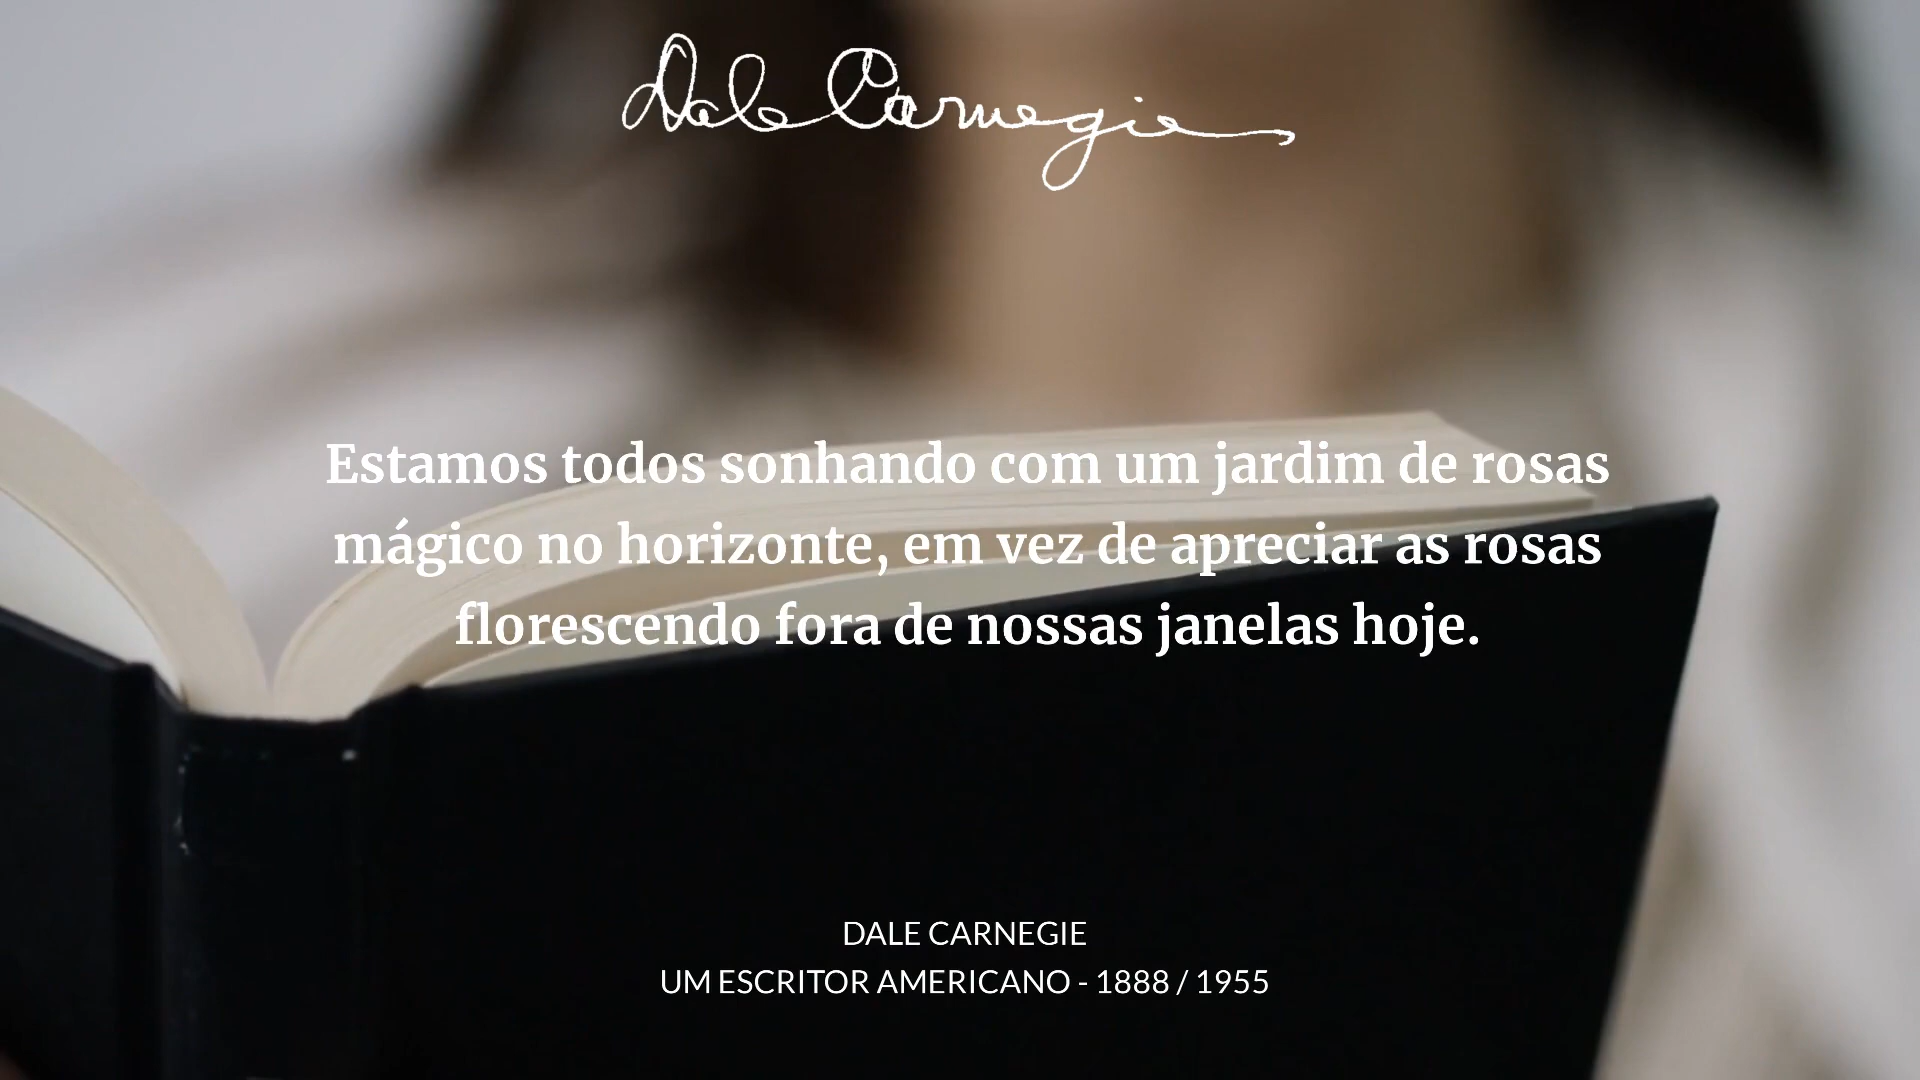 Dale Carnegie
Estamos todos sonhando com um jardim de rosas
mágico no horizonte, em vez de apreciar as rosas
florescendo fora de nossas janelas hoje.
DALE CARNEGIE
UM ESCRITOR AMERICANO - 1888 / 1955